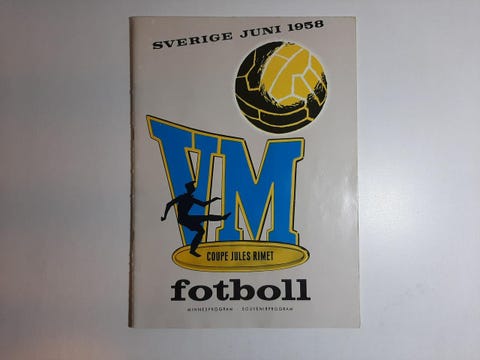 SVERIGE JUNI 1958
VM
COUPE JULES RIMET
fotboll
MINNESPROGRAM SOUVENIRPROGRAM